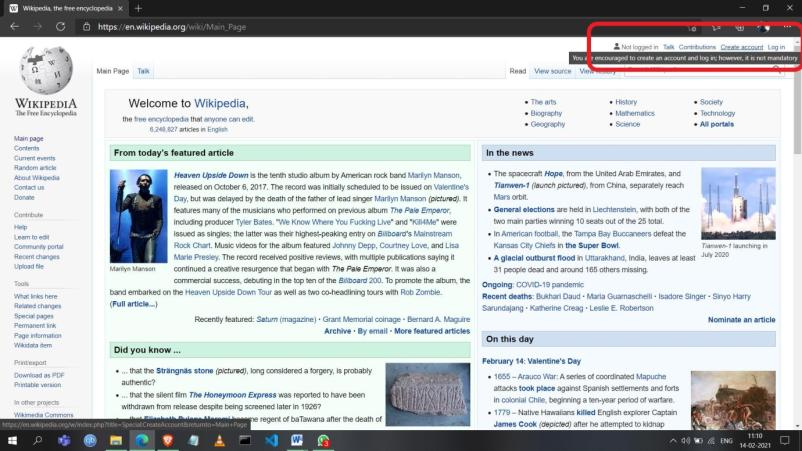 Wikipedia, the free encyclopedia
https://en.wikipedia.org/wiki/Main_Page
Not logged in Talk Contributions Create account Log in
You are encouraged to create an account and log in; however, it is not mandatory
WIKIPEDIA
The Free Encyclopedia
Main Page Talk
Read View source View history
Main page
Contents
Current events
Random article
About Wikipedia
Contact us
Donate
Contribute
Help
Learn to edit
Community portal
Recent changes
Upload file
Tools
What links here
Related changes
Special pages
Permanent link
Page information
Wikidata item
Print/export
Download as PDF
Printable version
In other projects
Wikimedia Commons
Welcome to Wikipedia,
the free encyclopedia that anyone can edit.
6,248,827 articles in English
The arts
Biography
Geography
History
Mathematics
Science
Society
Technology
All portals
From today's featured article
Heaven Upside Down is the tenth studio album by American rock band Marilyn Manson,
released on October 6, 2017. The record was initially scheduled to be issued on Valentine's
Day, but was delayed by the death of the father of lead singer Marilyn Manson (pictured). It
features many of the musicians who performed on previous album The Pale Emperor,
including producer Tyler Bates. "We Know Where You Fucking Live" and "Kill4Me" were
issued as singles; the latter was their highest-peaking entry on Billboard's Mainstream
Rock Chart. Music videos for the album featured Johnny Depp, Courtney Love, and Lisa
Marie Presley. The record received positive reviews, with multiple publications saying it
continued a creative resurgence that began with The Pale Emperor. It was also a
commercial success, debuting in the top ten of the Billboard 200. To promote the album, the
band embarked on the Heaven Upside Down Tour as well as two co-headlining tours with Rob Zombie.
(Full article...)
Marilyn Manson
Recently featured: Saturn (magazine) · Grant Memorial coinage · Bernard A. Maguire
Archive · By email · More featured articles
Did you know ...
... that the Strängnäs stone (pictured), long considered a forgery, is probably
authentic?
... that the silent film The Honeymoon Express was reported to have been
withdrawn from release despite being screened later in 1926?
regent of baTawana after the death of
In the news
The spacecraft Hope, from the United Arab Emirates, and
Tianwen-1 (launch pictured), from China, separately reach
Mars orbit.
General elections are held in Liechtenstein, with both of the
two main parties winning 10 seats out of the 25 total.
In American football, the Tampa Bay Buccaneers defeat the
Kansas City Chiefs in the Super Bowl.
A glacial outburst flood in Uttarakhand, India, leaves at least
31 people dead and around 165 others missing.
Tianwen-1 launching in
July 2020
Ongoing: COVID-19 pandemic
Recent deaths: Bukhari Daud · Maria Guarnaschelli · Isadore Singer · Sinyo Harry
Sarundajang · Katherine Creag · Leslie E. Robertson
Nominate an article
On this day
February 14: Valentine's Day
1655 – Arauco War: A series of coordinated Mapuche
attacks took place against Spanish settlements and forts
in colonial Chile, beginning a ten-year period of warfare.
1779 – Native Hawaiians killed English explorer Captain
James Cook (depicted) after he attempted to kidnap
https://en.wikipedia.org/w/index.php?title=Special:CreateAccount&returnto=Main+Page
ENG
11:10
14-02-2021